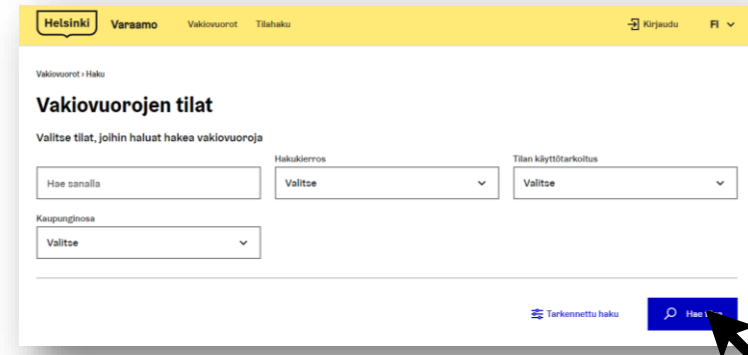 Helsinki Varaamo Vakiovuorot Tilahaku Kirjaudu FI
Vakiovuorot › Haku
Vakiovuorojen tilat
Valitse tilat, joihin haluat hakea vakiovuoroja
Hakukierros Tilan käyttötarkoitus
Hae sanalla Valitse Valitse
Kaupunginosa
Valitse
Tarkennettu haku Hae